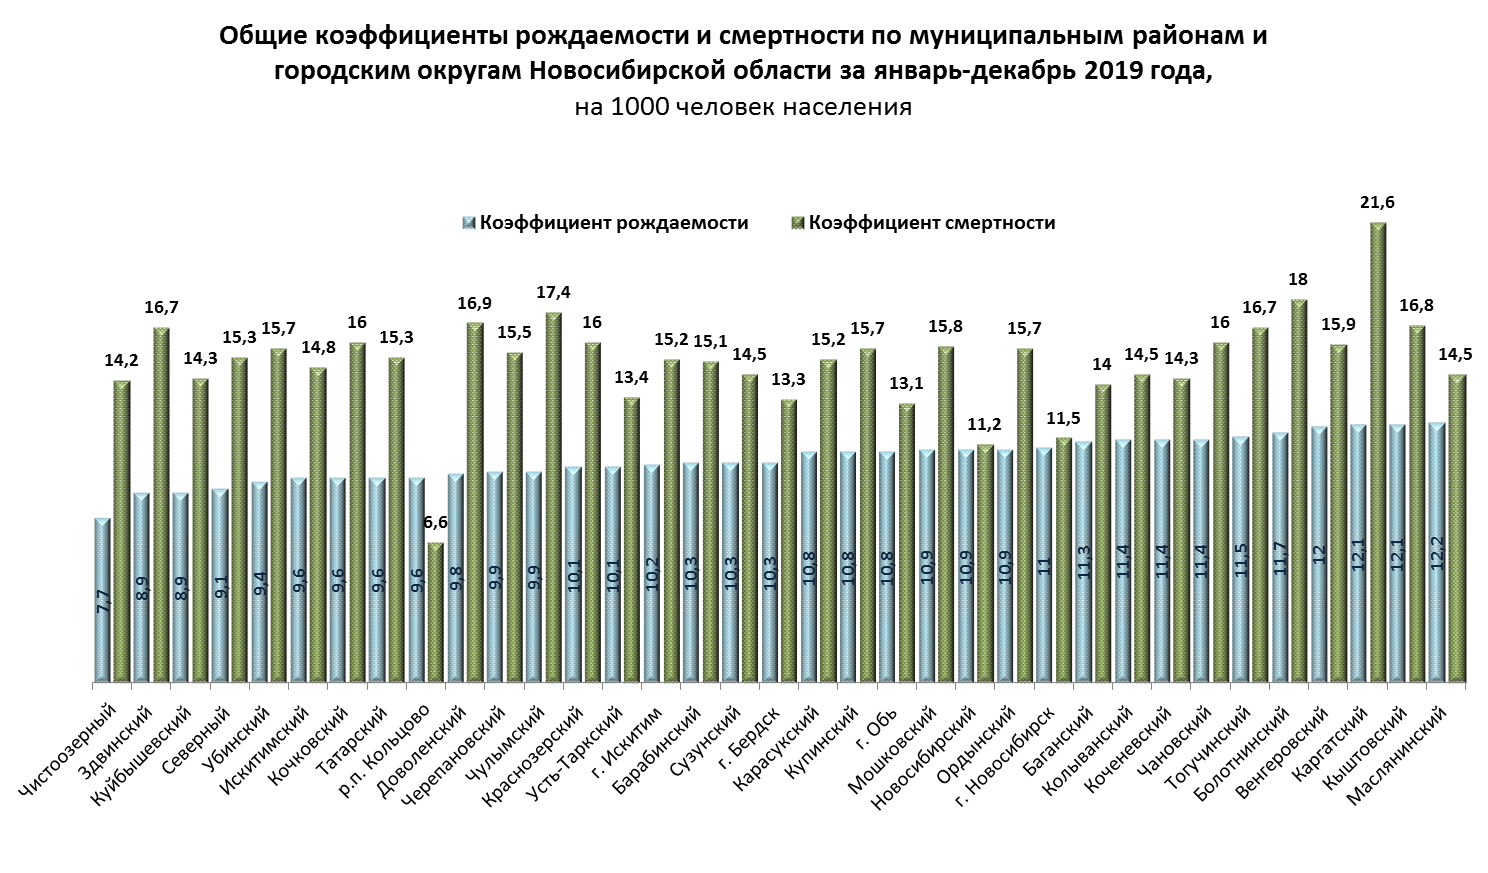 Общие коэффициенты рождаемости и смертности по муниципальным районам и
городским округам Новосибирской области за январь-декабрь 2019 года,
на 1000 человек населения
Коэффициент рождаемости
Коэффициент смертности
14,2
16,7
14,3
15,3
15,7
14,8
16
15,3
6,6
16,9
15,5
17,4
16
13,4
15,2
15,1
14,5
13,3
15,2
15,7
13,1
15,8
11,2
15,7
11,5
14
14,5
14,3
16
16,7
18
15,9
21,6
16,8
14,5
7,7
8,9
8,9
9,1
9,4
9,6
9,6
9,6
9,6
9,8
9,9
9,9
10,1
10,1
10,2
10,3
10,3
10,3
10,8
10,8
10,8
10,9
10,9
10,9
11
11,3
11,4
11,4
11,4
11,5
11,7
12
12,1
12,1
12,2
Чистоозерный
Здвинский
Куйбышевский
Северный
Убинский
Искитимский
Кочковский
Татарский
р.п. Кольцово
Доволенский
Черепановский
Чулымский
Краснозерский
Усть-Таркский
г. Искитим
Барабинский
Сузунский
г. Бердск
Карасукский
Купинский
г. Обь
Мошковский
Новосибирский
Ордынский
г. Новосибирск
Баганский
Колыванский
Коченевский
Чановский
Тогучинский
Болотнинский
Венгеровский
Каргатский
Кыштовский
Маслянинский